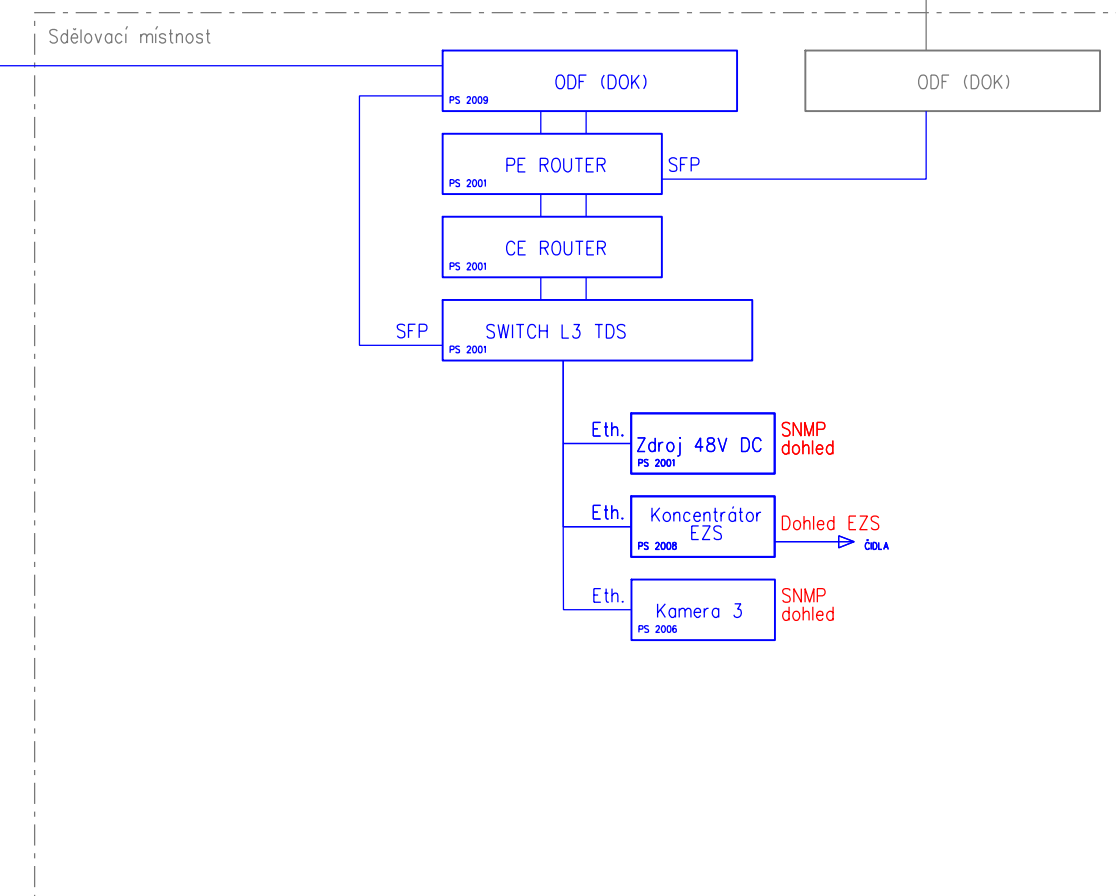 Sdělovací místnost
ODF (DOK)
PS 2009
ODF (DOK)
PE ROUTER
PS 2001
SFP
CE ROUTER
PS 2001
SFP
SWITCH L3 TDS
PS 2001
Eth.
Zdroj 48V DC
PS 2001
SNMP
dohled
Eth.
Koncentrátor
EZS
PS 2008
Dohled EZS
ČIDLA
Eth.
Kamera 3
PS 2006
SNMP
dohled